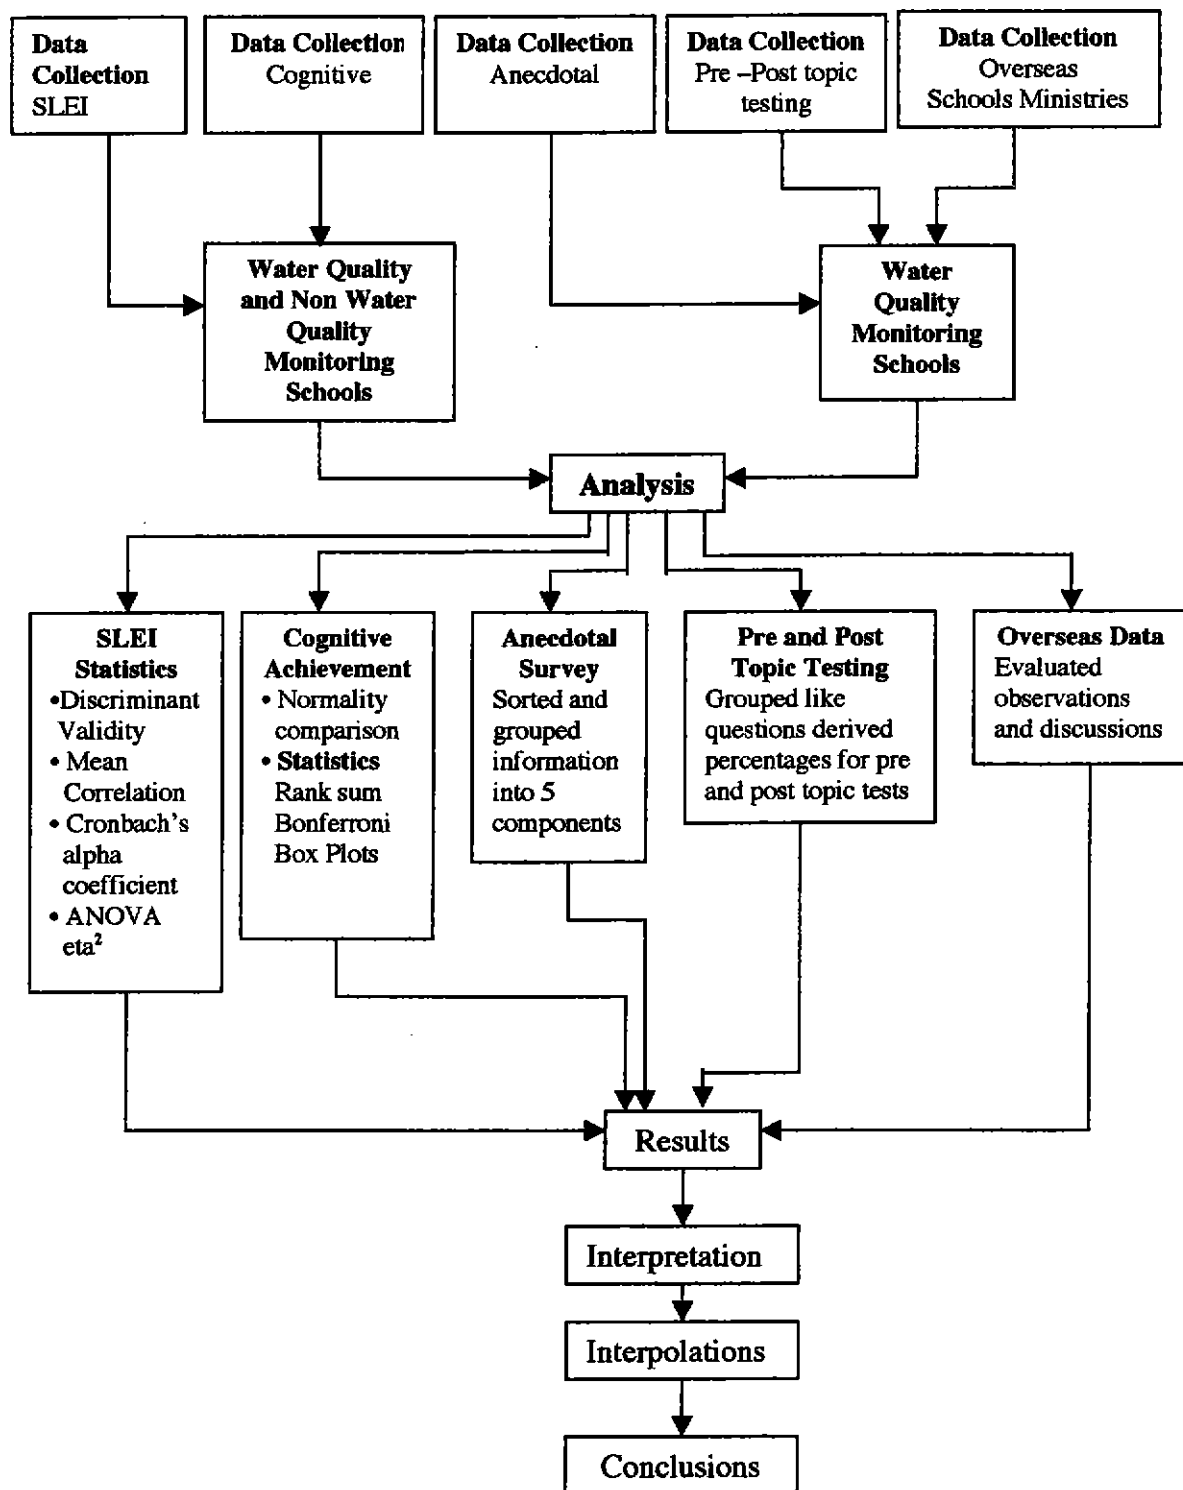 Data
Collection
SLEI
Data Collection
Cognitive
Data Collection
Anecdotal
Data Collection
Pre –Post topic
testing
Data Collection
Overseas
Schools Ministries
Water Quality
and Non Water
Quality
Monitoring
Schools
Water
Quality
Monitoring
Schools
Analysis
SLEI
Statistics
•Discriminant
Validity
• Mean
Correlation
• Cronbach's
alpha
coefficient
• ANOVA
eta²
Cognitive
Achievement
• Normality
comparison
• Statistics
Rank sum
Bonferroni
Box Plots
Anecdotal
Survey
Sorted and
grouped
information
into 5
components
Pre and Post
Topic Testing
Grouped like
questions derived
percentages for pre
and post topic tests
Overseas Data
Evaluated
observations
and discussions
Results
Interpretation
Interpolations
Conclusions